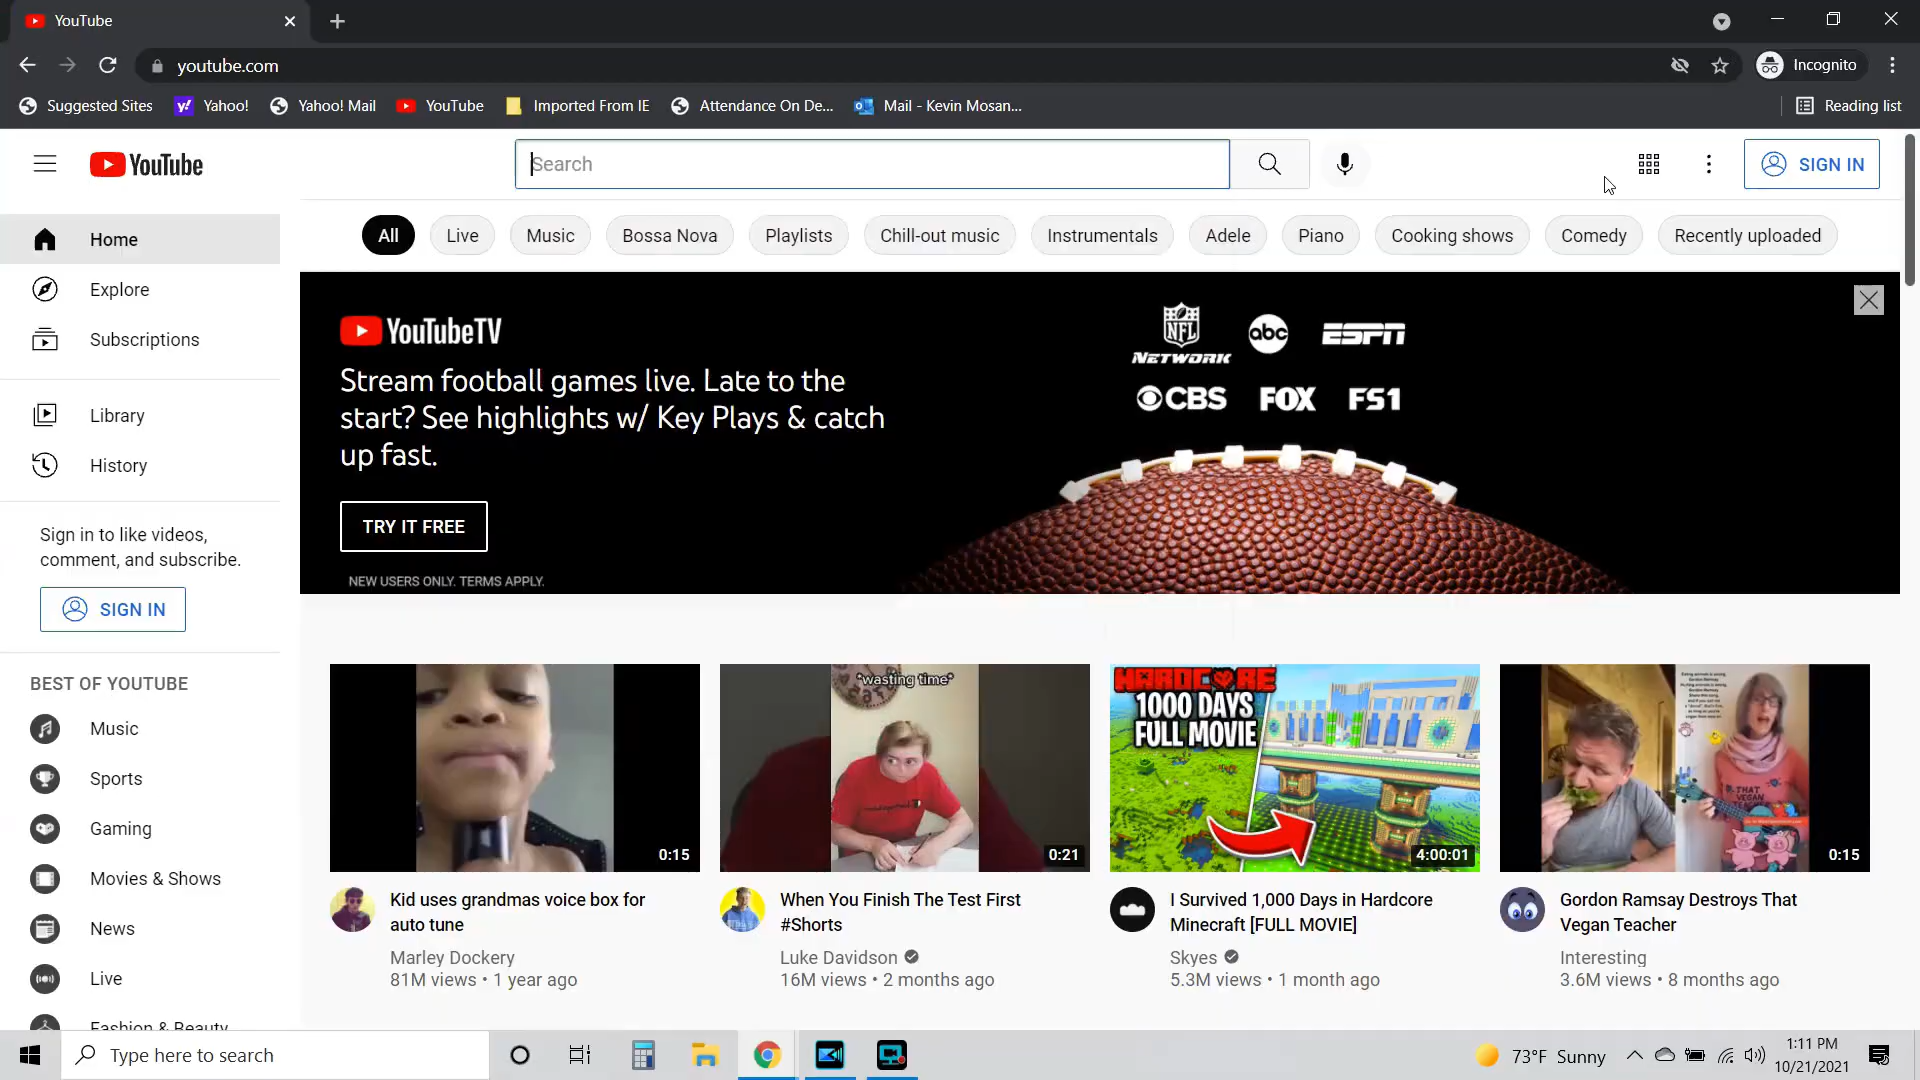 YouTube
youtube.com
Incognito
Suggested Sites
Yahoo!
Yahoo! Mail
YouTube
Imported From IE
Attendance On De...
Mail - Kevin Mosan...
Reading list
YouTube
Search
SIGN IN
Home
Explore
Subscriptions
Library
History
Sign in to like videos,
comment, and subscribe.
SIGN IN
BEST OF YOUTUBE
Music
Sports
Gaming
Movies & Shows
News
Live
Fashion & Beauty
All
Live
Music
Bossa Nova
Playlists
Chill-out music
Instrumentals
Adele
Piano
Cooking shows
Comedy
Recently uploaded
YouTubeTV
Stream football games live. Late to the
start? See highlights w/ Key Plays & catch
up fast.
TRY IT FREE
NEW USERS ONLY. TERMS APPLY.
NFL
NETWORK
abc
ESPN
CBS
FOX
FS1
0:15
Kid uses grandmas voice box for
auto tune
Marley Dockery
81M views • 1 year ago
*wasting time*
0:21
When You Finish The Test First
#Shorts
Luke Davidson
16M views • 2 months ago
HARDCORE
1000 DAYS
FULL MOVIE
4:00:01
I Survived 1,000 Days in Hardcore
Minecraft [FULL MOVIE]
Skyes
5.3M views • 1 month ago
THAT
VEGAN
TEACHER
0:15
Gordon Ramsay Destroys That
Vegan Teacher
Interesting
3.6M views • 8 months ago
Type here to search
73°F Sunny
1:11 PM
10/21/2021